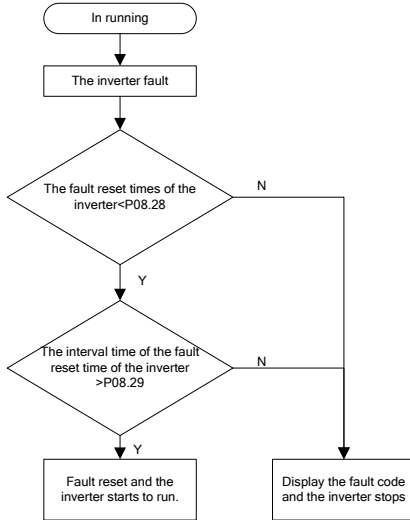 In running
The inverter fault
The fault reset times of the
inverter<P08.28
N
Y
The interval time of the fault
reset time of the inverter
>P08.29
N
Y
Fault reset and the
inverter starts to run.
Display the fault code
and the inverter stops